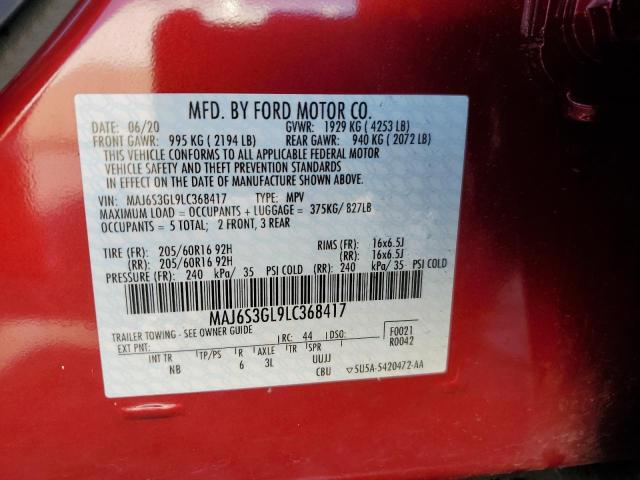 MFD. BY FORD MOTOR CO.
DATE: 06/20 GVWR: 1929 KG ( 4253 LB)
FRONT GAWR: 995 KG ( 2194 LB) REAR GAWR: 940 KG ( 2072 LB)
THIS VEHICLE CONFORMS TO ALL APPLICABLE FEDERAL MOTOR
VEHICLE SAFETY AND THEFT PREVENTION STANDARDS
IN EFFECT ON THE DATE OF MANUFACTURE SHOWN ABOVE.
VIN: MAJ6S3GL9LC368417 TYPE: MPV
MAXIMUM LOAD = OCCUPANTS + LUGGAGE = 375KG/ 827LB
OCCUPANTS = 5 TOTAL; 2 FRONT, 3 REAR
TIRE (FR): 205/60R16 92H RIMS (FR): 16x6.5J
(RR): 205/60R16 92H (RR): 16x6.5J
PRESSURE (FR): 240 kPa/ 35 PSI COLD (RR): 240 kPa/ 35 PSI COLD
MAJ6S3GL9LC368417
TRAILER TOWING - SEE OWNER GUIDE
EXT PNT: RC: 44 DSO: F0021
R0042
INT TR TP/PS R AXLE TR SPR
NB 6 3L UUJJ
CBU ▽5U5A-5420472-AA